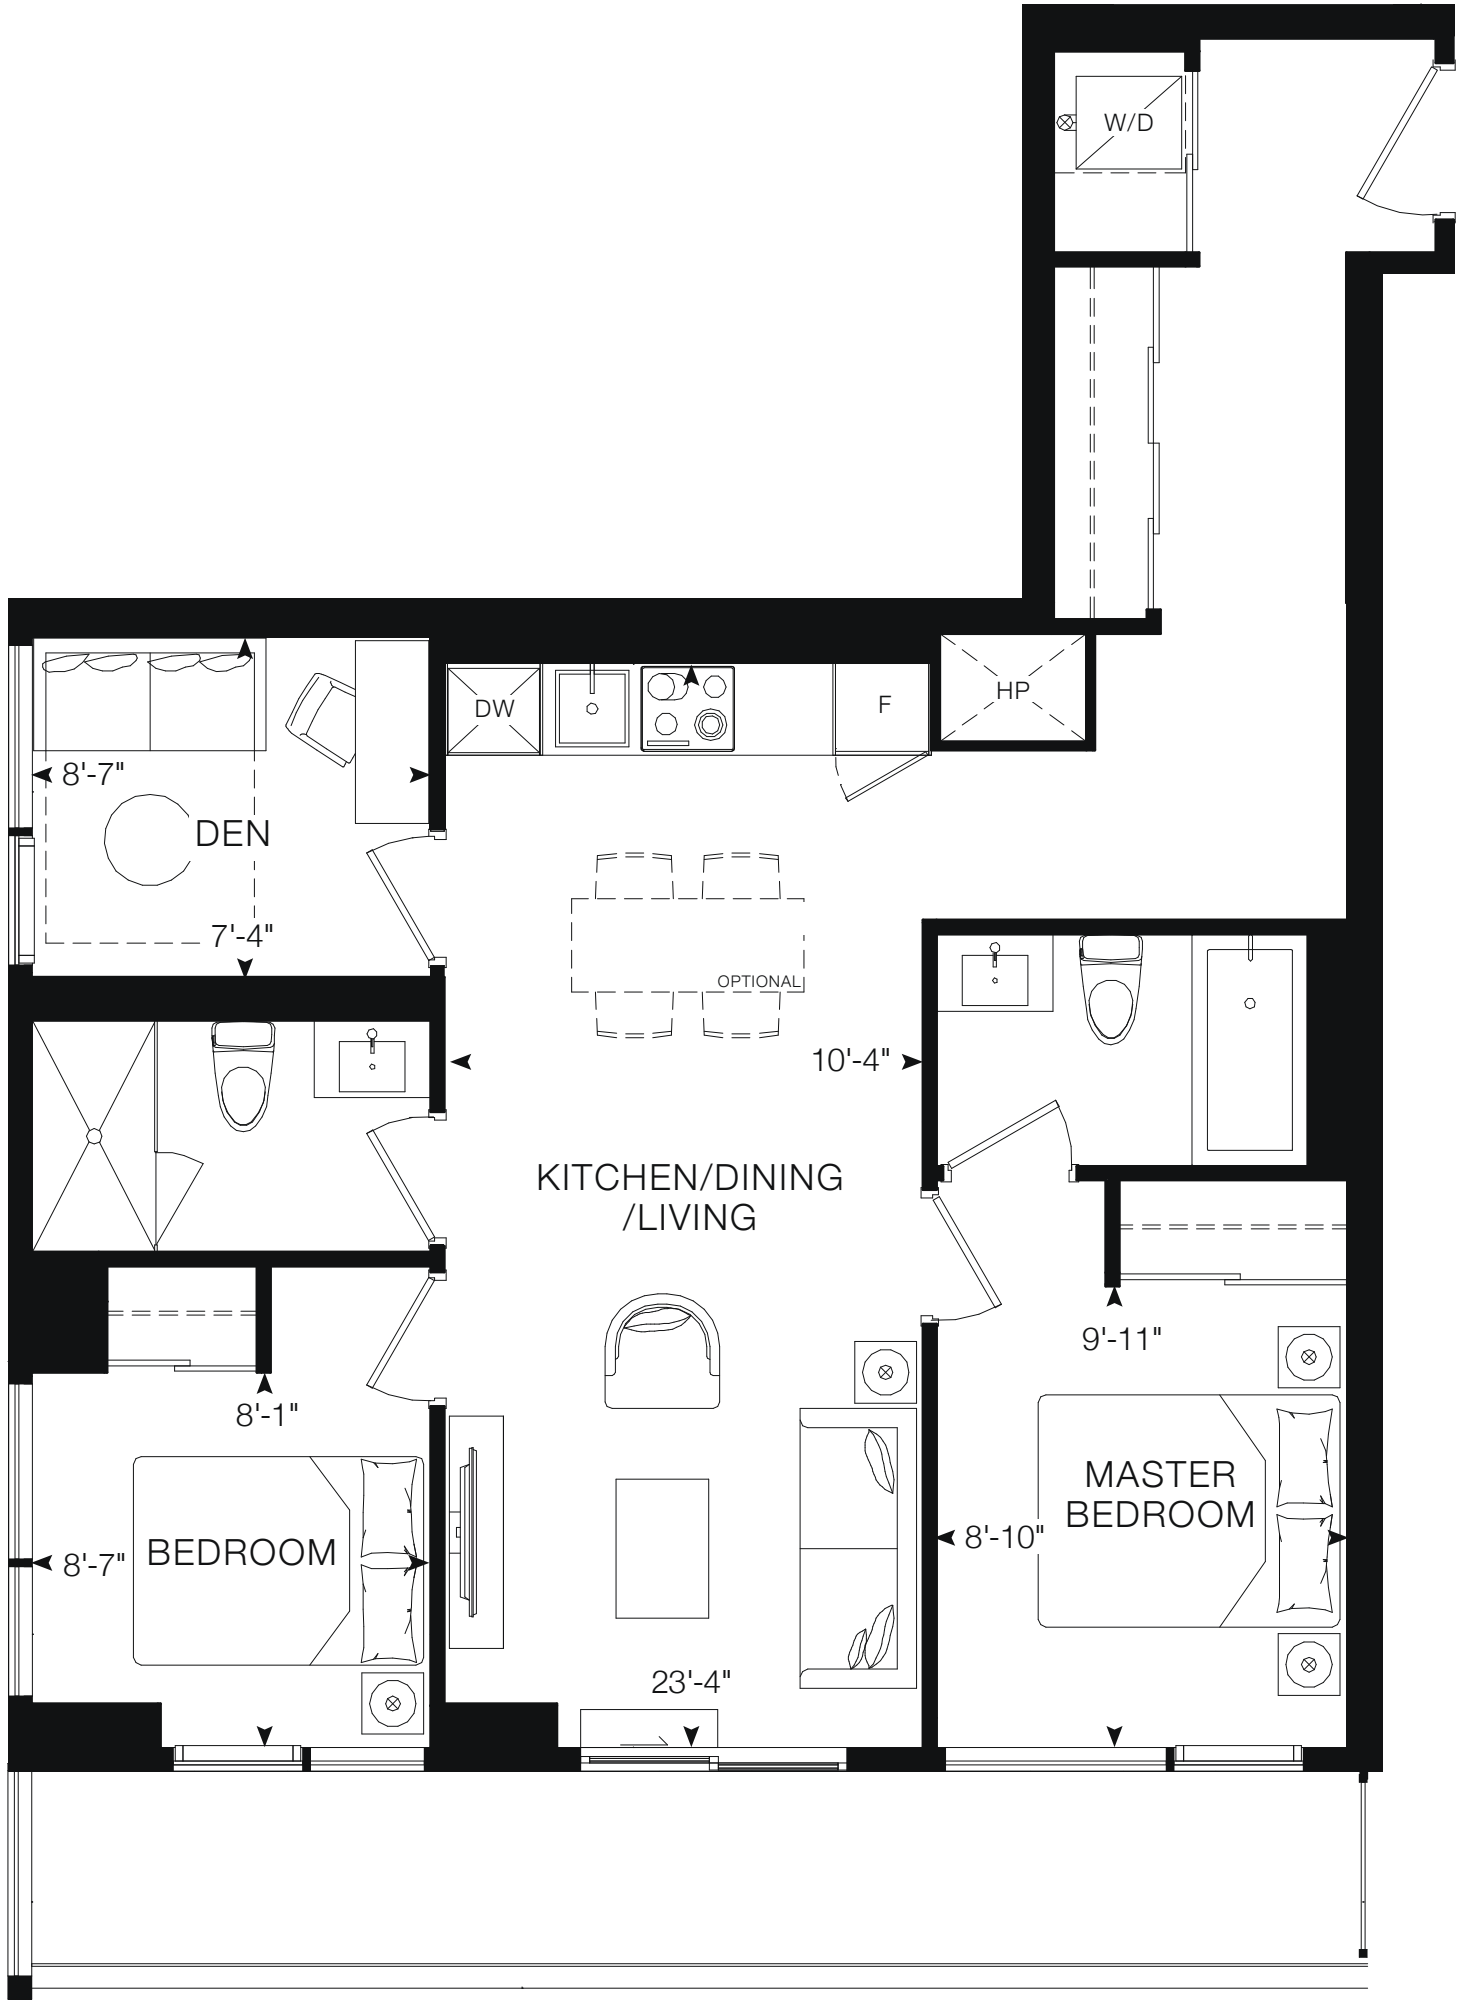 W/D
HP
DW
F
8'-7"
DEN
7'-4"
OPTIONAL
10'-4"
KITCHEN/DINING
/LIVING
9'-11"
8'-1"
MASTER
BEDROOM
8'-10"
BEDROOM
8'-7"
23'-4"